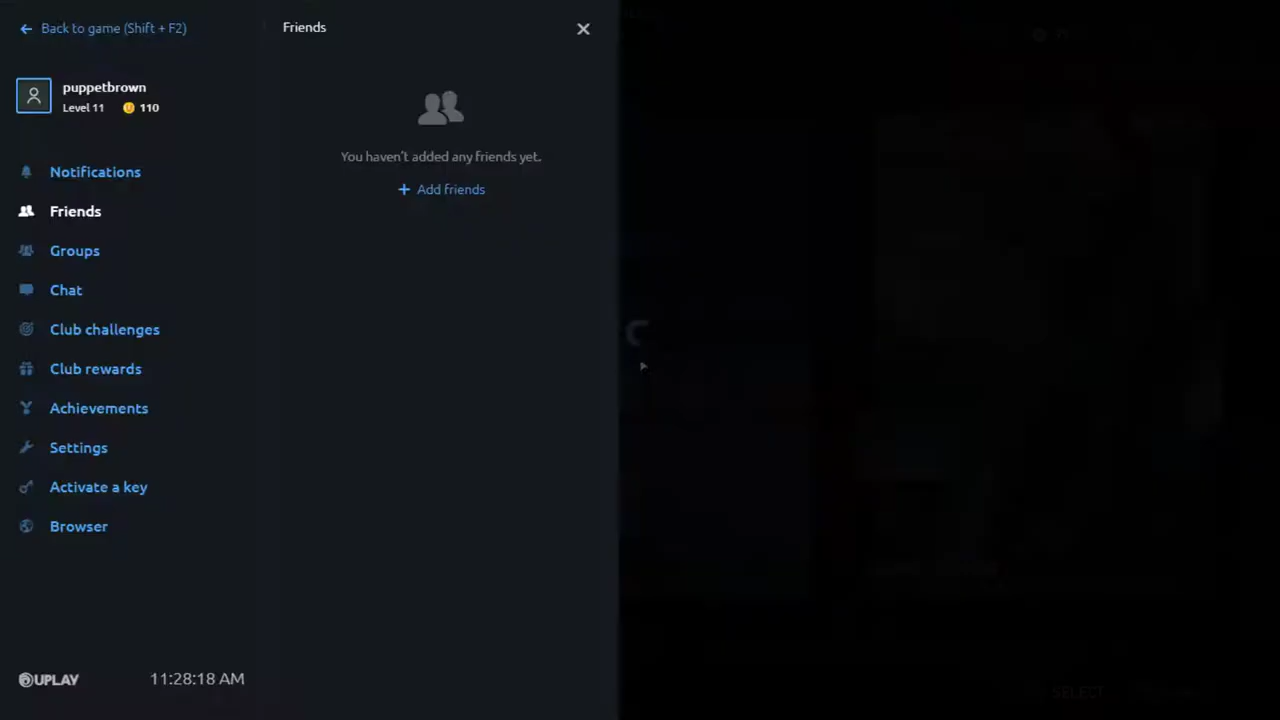 Back to game (Shift + F2)
Friends
puppetbrown
Level 11
110
You haven't added any friends yet.
Add friends
Notifications
Friends
Groups
Chat
Club challenges
Club rewards
Achievements
Settings
Activate a key
Browser
UPLAY
11:28:18 AM
SELECT